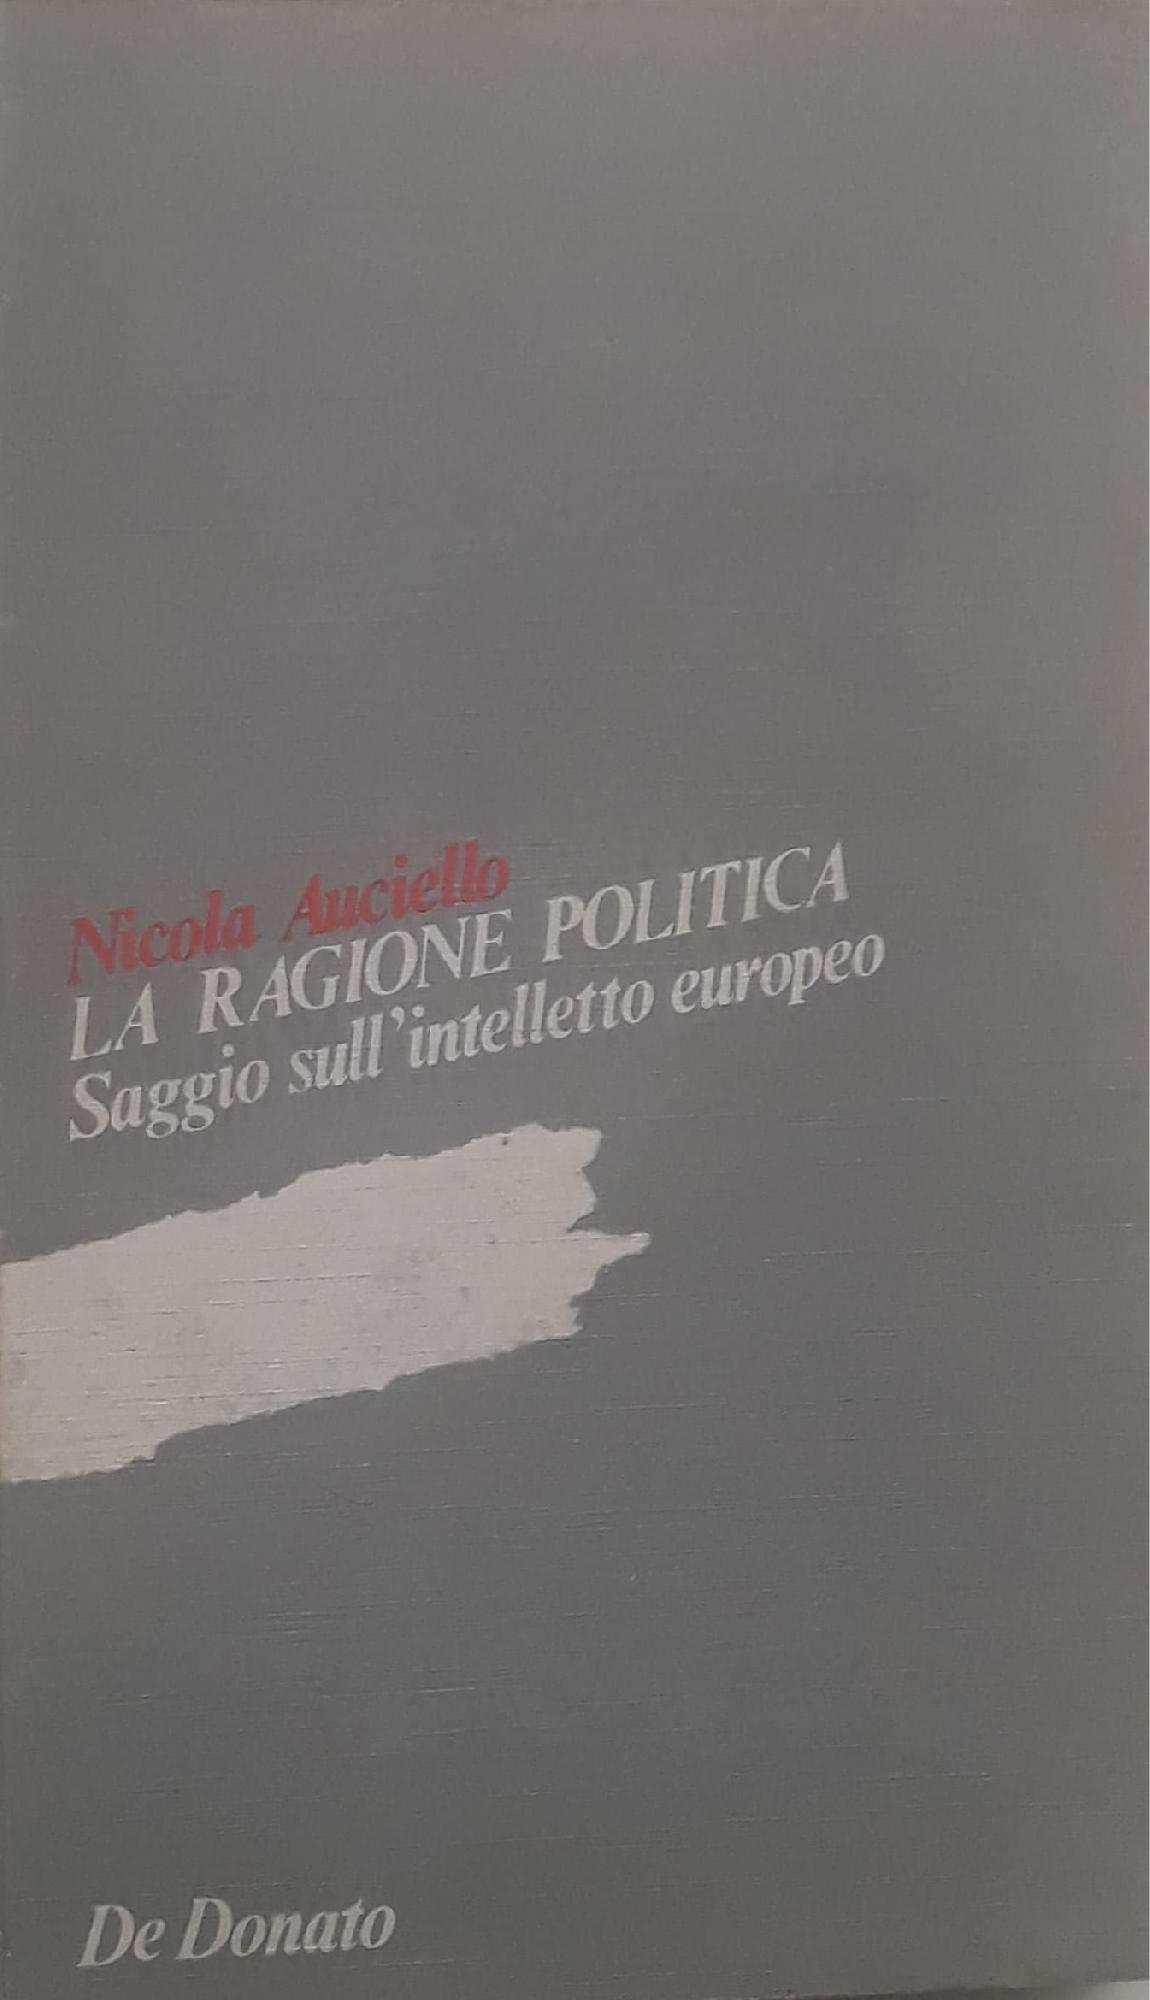 Nicola Auciello
LA RAGIONE POLITICA
Saggio sull'intelletto europeo
De Donato